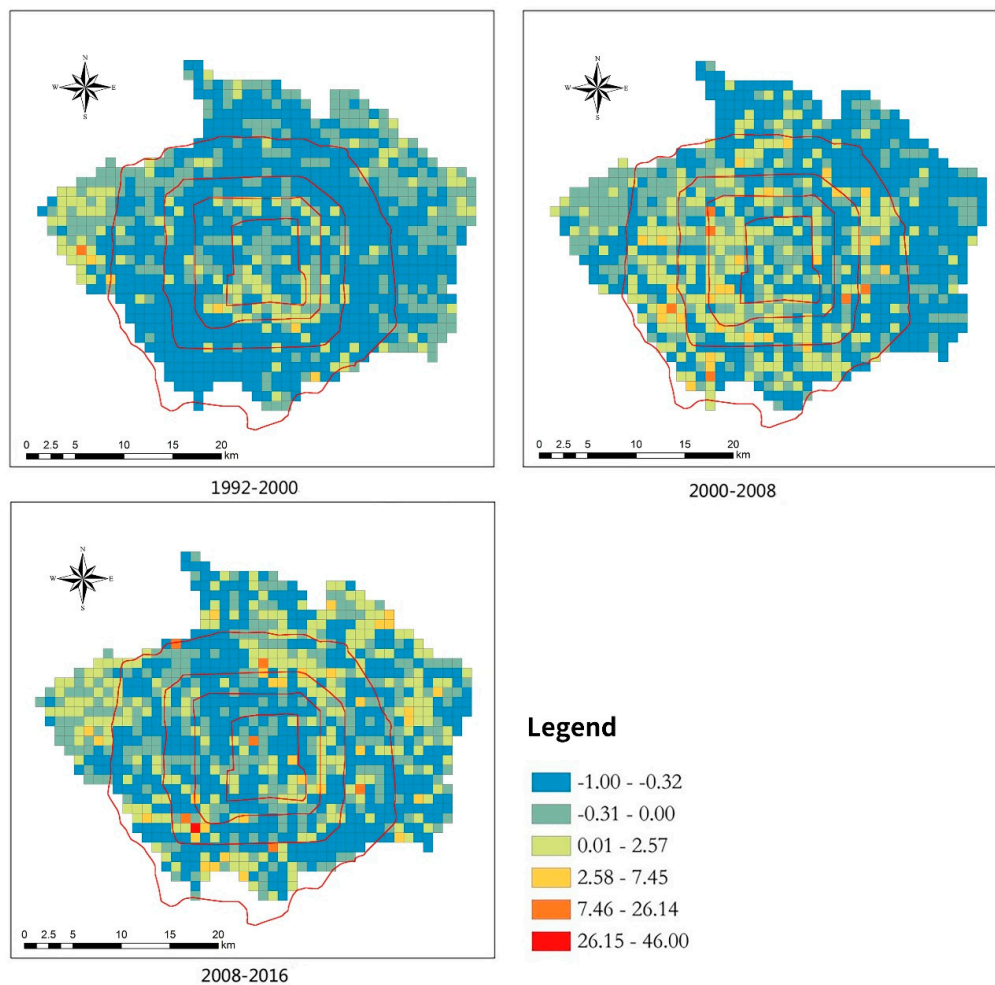 N
W E
S
0 2.5 5 10 15 20
km
1992-2000
N
W E
S
0 2.5 5 10 15 20
km
2000-2008
N
W E
S
0 2.5 5 10 15 20
km
2008-2016
Legend
-1.00 - -0.32
-0.31 - 0.00
0.01 - 2.57
2.58 - 7.45
7.46 - 26.14
26.15 - 46.00